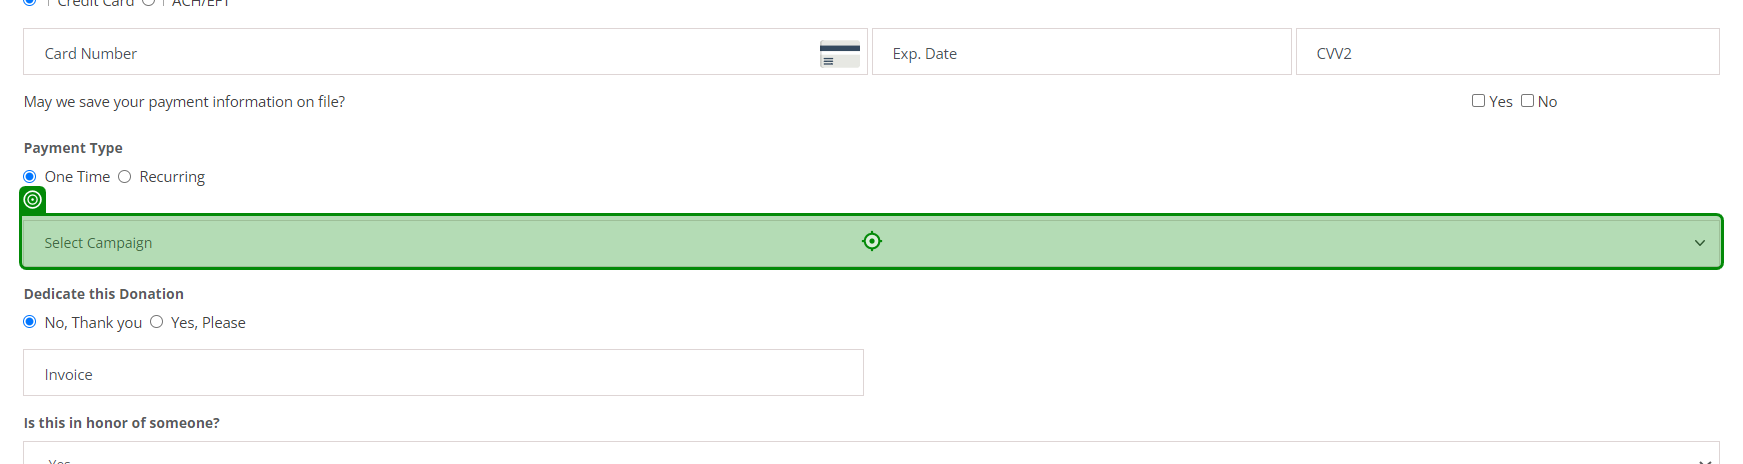 Credit Card ACH/EFT
Card Number Exp. Date CVV2
May we save your payment information on file? Yes No
Payment Type
One Time Recurring
Select Campaign
Dedicate this Donation
No, Thank you Yes, Please
Invoice
Is this in honor of someone?
Yes